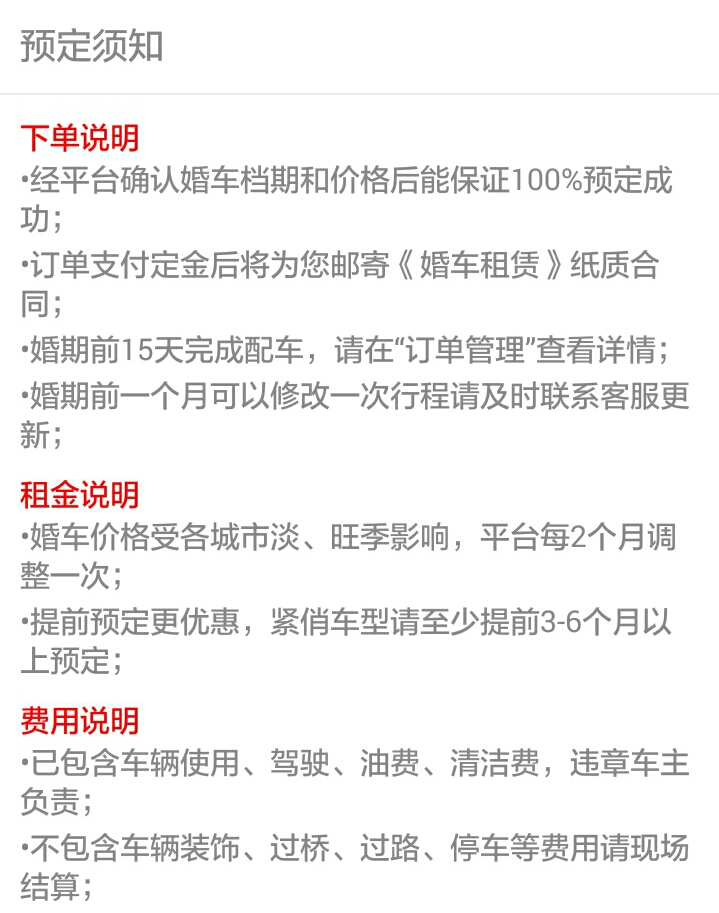 预定须知
下单说明
•经平台确认婚车档期和价格后能保证100%预定成
功；
•订单支付定金后将为您邮寄《婚车租赁》纸质合
同；
•婚期前15天完成配车，请在“订单管理”查看详情；
•婚期前一个月可以修改一次行程请及时联系客服更
新；
租金说明
•婚车价格受各城市淡、旺季影响，平台每2个月调
整一次；
•提前预定更优惠，紧俏车型请至少提前3-6个月以
上预定；
费用说明
•已包含车辆使用、驾驶、油费、清洁费，违章车主
负责；
•不包含车辆装饰、过桥、过路、停车等费用请现场
结算；